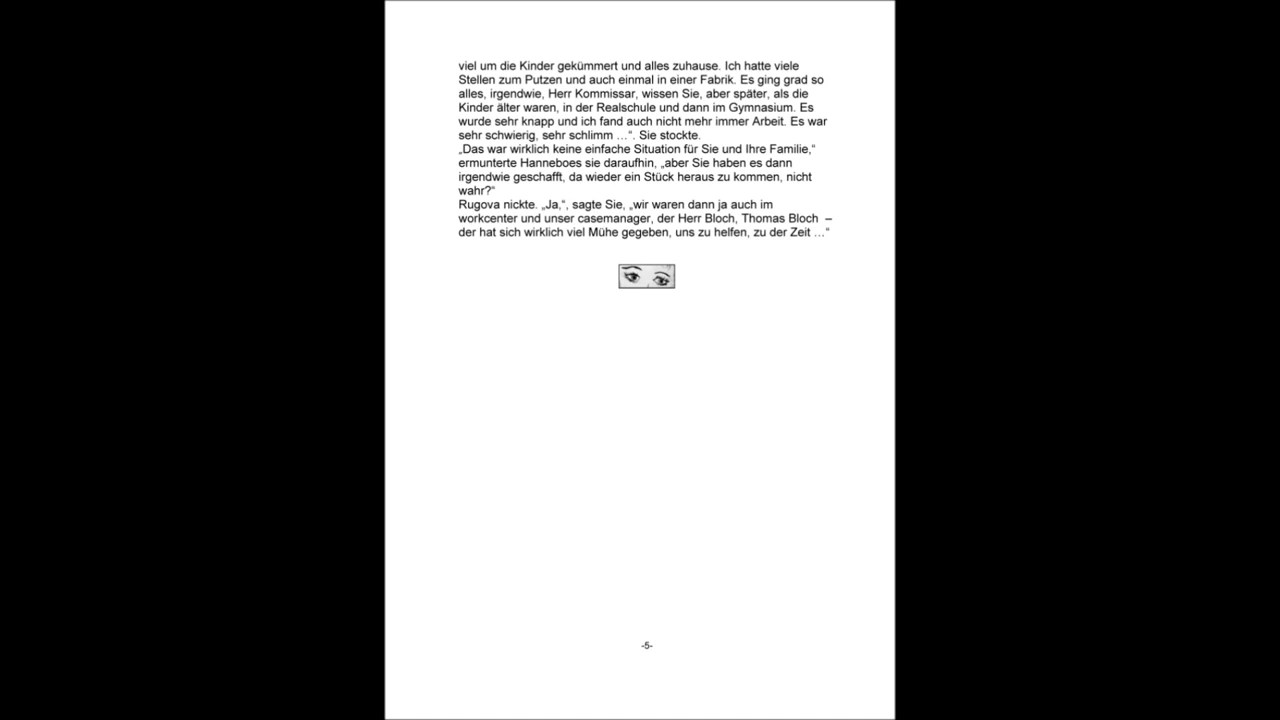 viel um die Kinder gekümmert und alles zuhause. Ich hatte viele
Stellen zum Putzen und auch einmal in einer Fabrik. Es ging grad so
alles, irgendwie, Herr Kommissar, wissen Sie, aber später, als die
Kinder älter waren, in der Realschule und dann im Gymnasium. Es
wurde sehr knapp und ich fand auch nicht mehr immer Arbeit. Es war
sehr schwierig, sehr schlimm …“. Sie stockte.
„Das war wirklich keine einfache Situation für Sie und Ihre Familie,“
ermunterte Hanneboes sie daraufhin, „aber Sie haben es dann
irgendwie geschafft, da wieder ein Stück heraus zu kommen, nicht
wahr?“
Rugova nickte. „Ja,“, sagte Sie, „wir waren dann ja auch im
workcenter und unser casemanager, der Herr Bloch, Thomas Bloch –
der hat sich wirklich viel Mühe gegeben, uns zu helfen, zu der Zeit …“
-5-